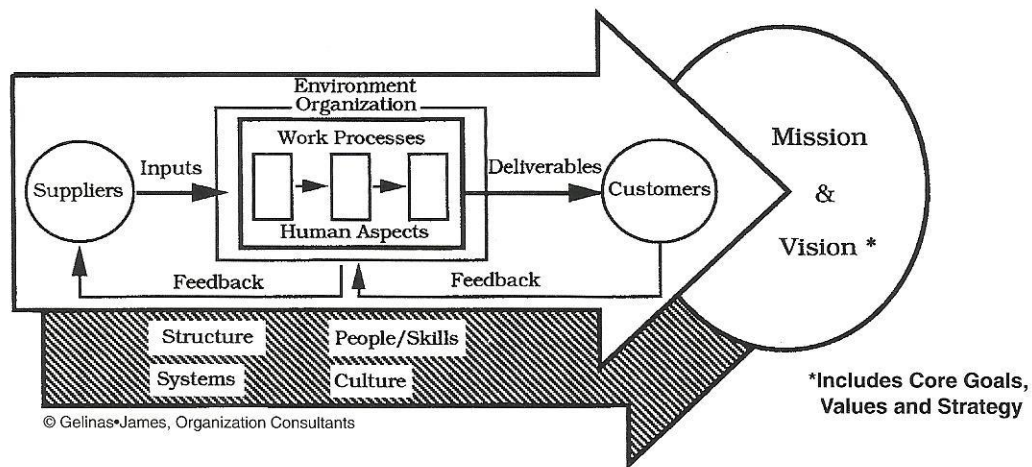 Environment
Organization
Work Processes
Inputs
Deliverables
Suppliers
Customers
Human Aspects
Feedback
Feedback
Mission
&
Vision *
Structure
People/Skills
Systems
Culture
*Includes Core Goals,
Values and Strategy
© Gelinas•James, Organization Consultants